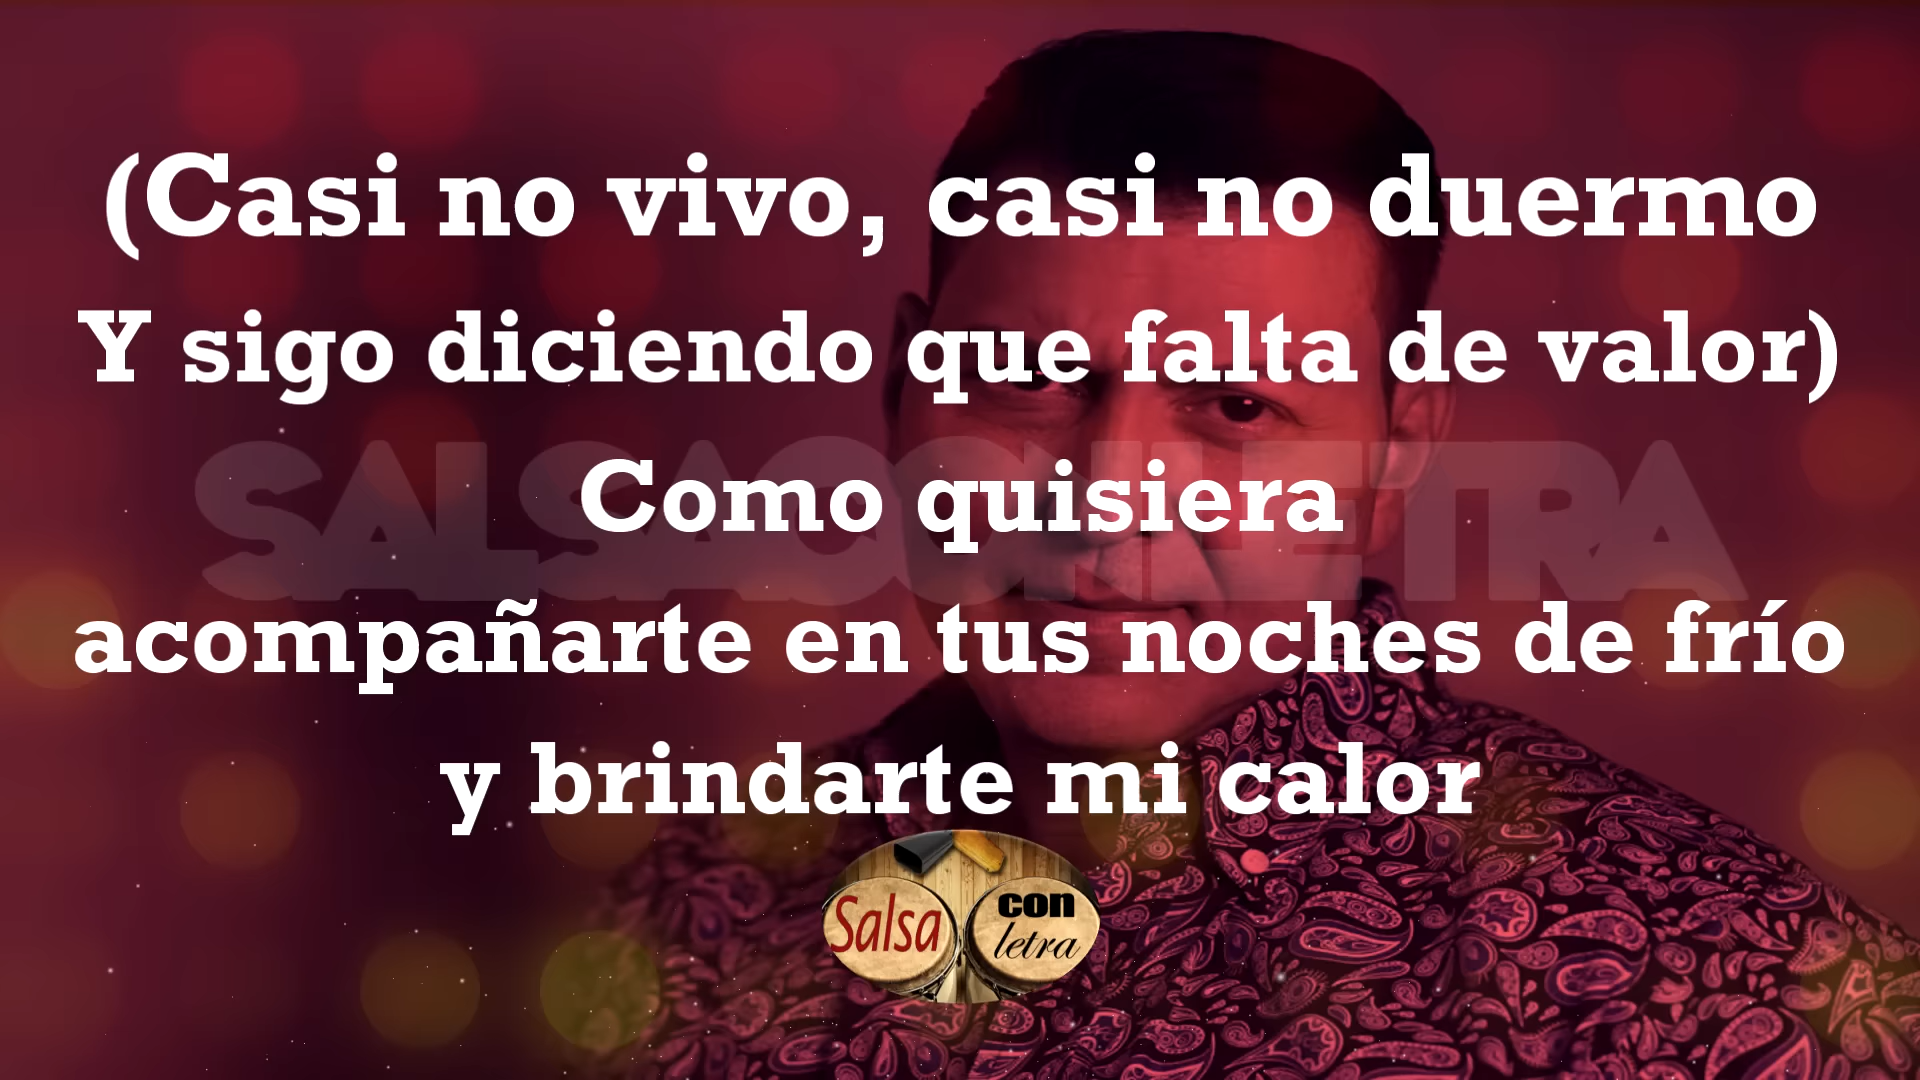 (Casi no vivo, casi no duermo
Y sigo diciendo que falta de valor)
Como quisiera
SALSACONLETRA
acompañarte en tus noches de frío
y brindarte mi calor
Salsa con letra